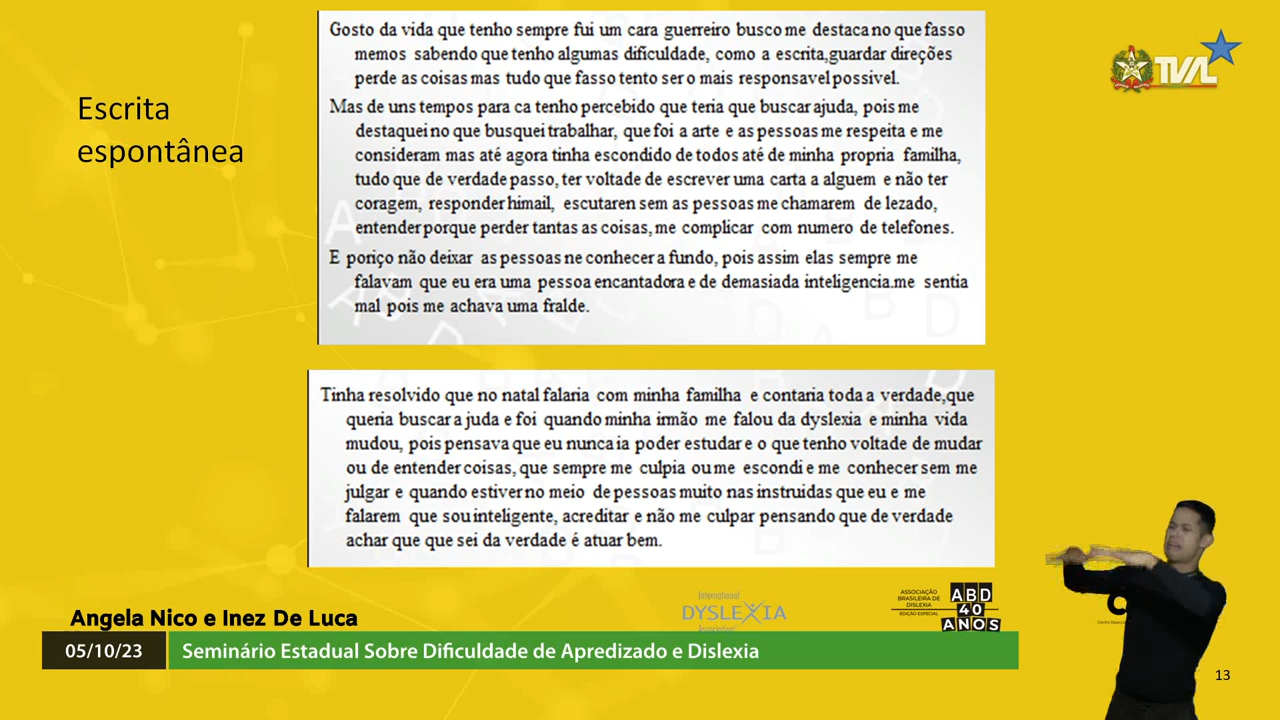 Escrita
espontânea
Gosto da vida que tenho sempre fui um cara guerreiro busco me destaca no que fasso
memos sabendo que tenho algumas dificuldade, como a escrita,guardar direções
perde as coisas mas tudo que fasso tento ser o mais responsavel possivel.
Mas de uns tempos para ca tenho percebido que teria que buscar ajuda, pois me
destaquei no que busquei trabalhar, que foi a arte e as pessoas me respeita e me
consideram mas até agora tinha escondido de todos até de minha propria familha,
tudo que de verdade passo, ter voltade de escrever uma carta a alguem e não ter
coragem, responder himail, escutaren sem as pessoas me chamarem de lezado,
entender porque perder tantas as coisas, me complicar com numero de telefones.
E poriço não deixar as pessoas ne conhecer a fundo, pois assim elas sempre me
falavam que eu era uma pessoa encantadora e de demasiada inteligencia.me sentia
mal pois me achava uma fralde.
Tinha resolvido que no natal falaria com minha familha e contaria toda a verdade,que
queria buscar a juda e foi quando minha irmão me falou da dyslexia e minha vida
mudou, pois pensava que eu nunca ia poder estudar e o que tenho voltade de mudar
ou de entender coisas, que sempre me culpia ou me escondi e me conhecer sem me
julgar e quando estiver no meio de pessoas muito nas instruidas que eu e me
falarem que sou inteligente, acreditar e não me culpar pensando que de verdade
achar que que sei da verdade é atuar bem.
TVAL
Angela Nico e Inez De Luca
International
DYSLEXIA
Association
ASSOCIAÇÃO
BRASILEIRA DE
DISLEXIA
EDIÇÃO ESPECIAL
ABD
40
ANOS
05/10/23
Seminário Estadual Sobre Dificuldade de Apredizado e Dislexia
13